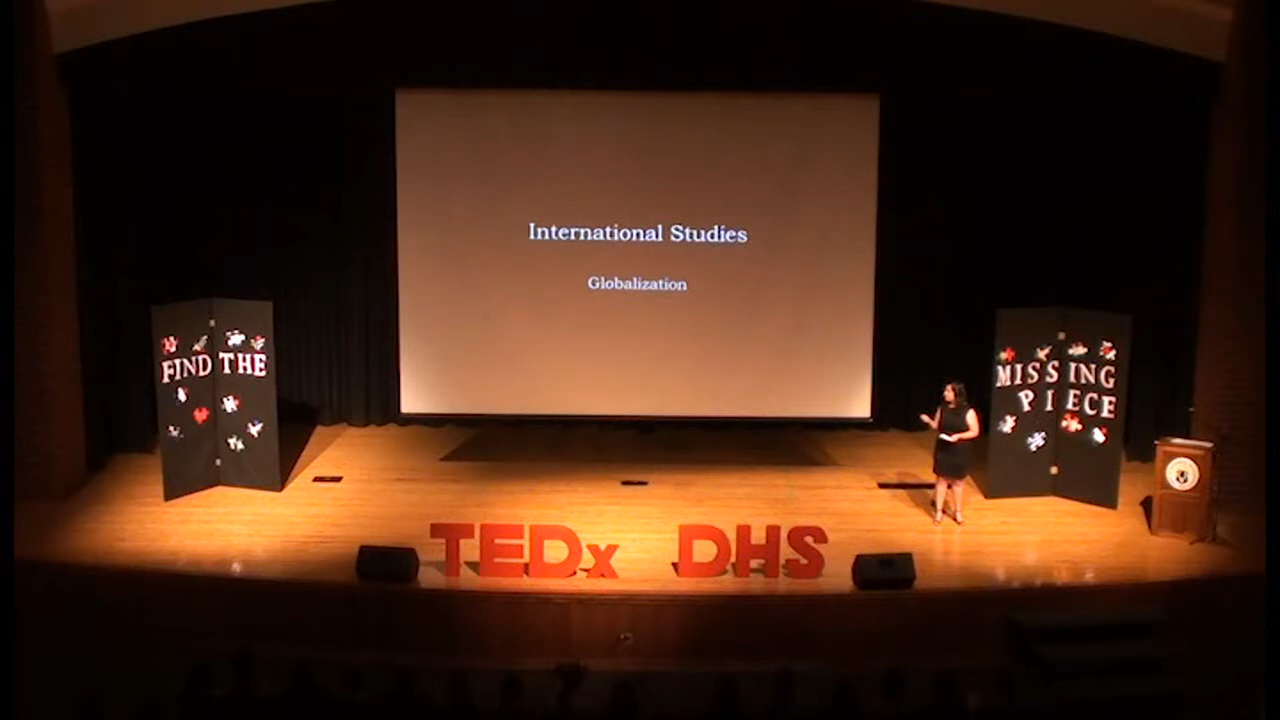 International Studies
Globalization
FIND THE
MISSING
PIECE
TEDx DHS